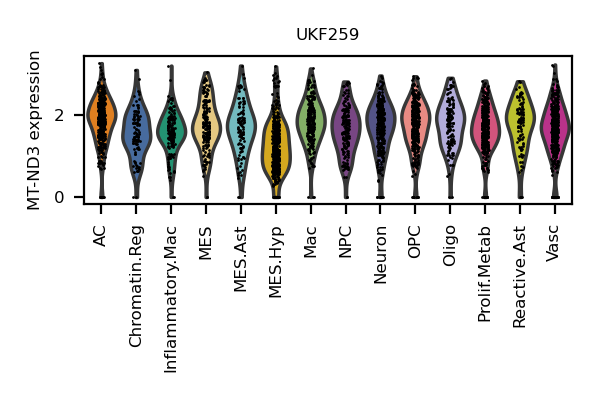 UKF259
MT-ND3 expression
2
0
AC
Chromatin.Reg
Inflammatory.Mac
MES
MES.Ast
MES.Hyp
Mac
NPC
Neuron
OPC
Oligo
Prolif.Metab
Reactive.Ast
Vasc